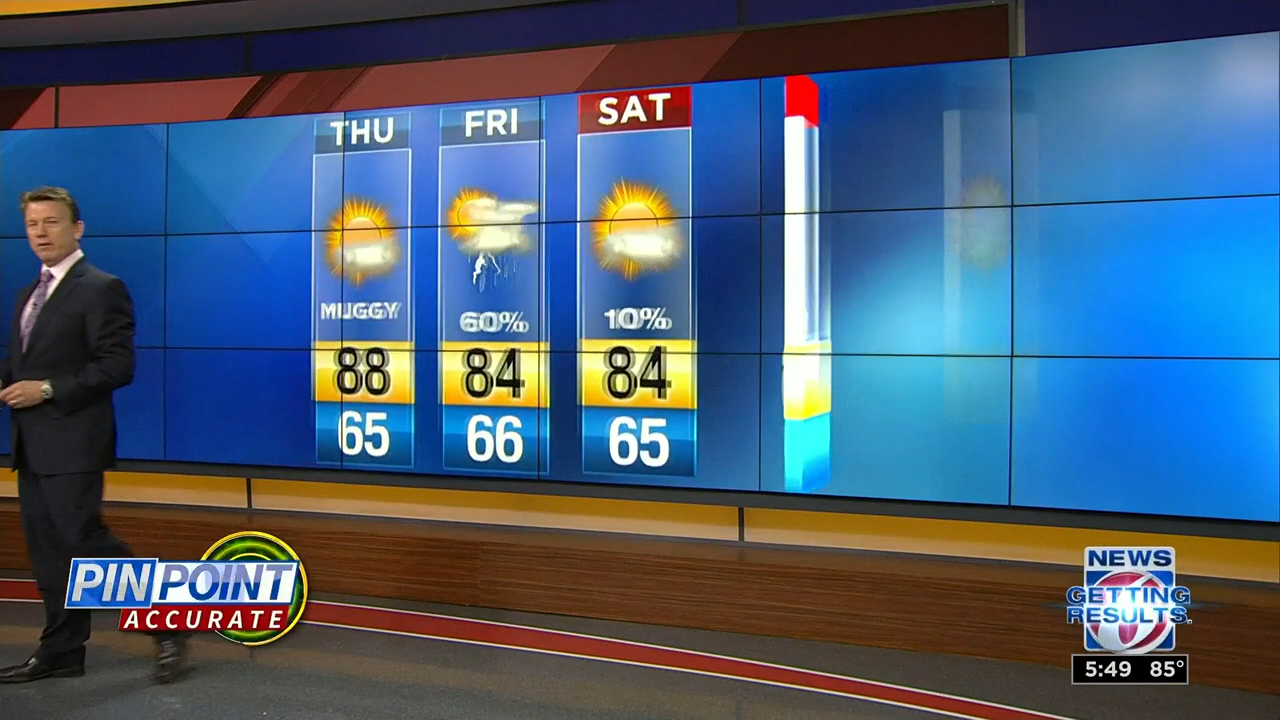 THU FRI SAT
MUGGY 60% 10%
88 84 84
65 66 65
PINPOINT
ACCURATE
NEWS
GETTING
RESULTS.
6
5:49 85°